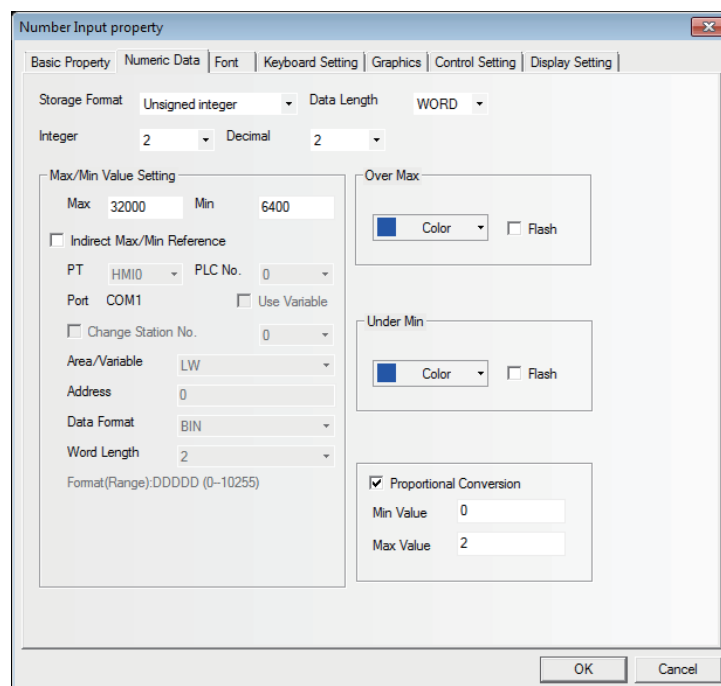 Number Input property
Basic Property Numeric Data Font Keyboard Setting Graphics Control Setting Display Setting
Storage Format Unsigned integer Data Length WORD
Integer 2 Decimal 2
Max/Min Value Setting
Max 32000 Min 6400
Indirect Max/Min Reference
PT HMI0 PLC No. 0
Port COM1 Use Variable
Change Station No. 0
Area/Variable LW
Address 0
Data Format BIN
Word Length 2
Format(Range):DDDDD (0~10255)
Over Max
Color Flash
Under Min
Color Flash
Proportional Conversion
Min Value 0
Max Value 2
OK Cancel